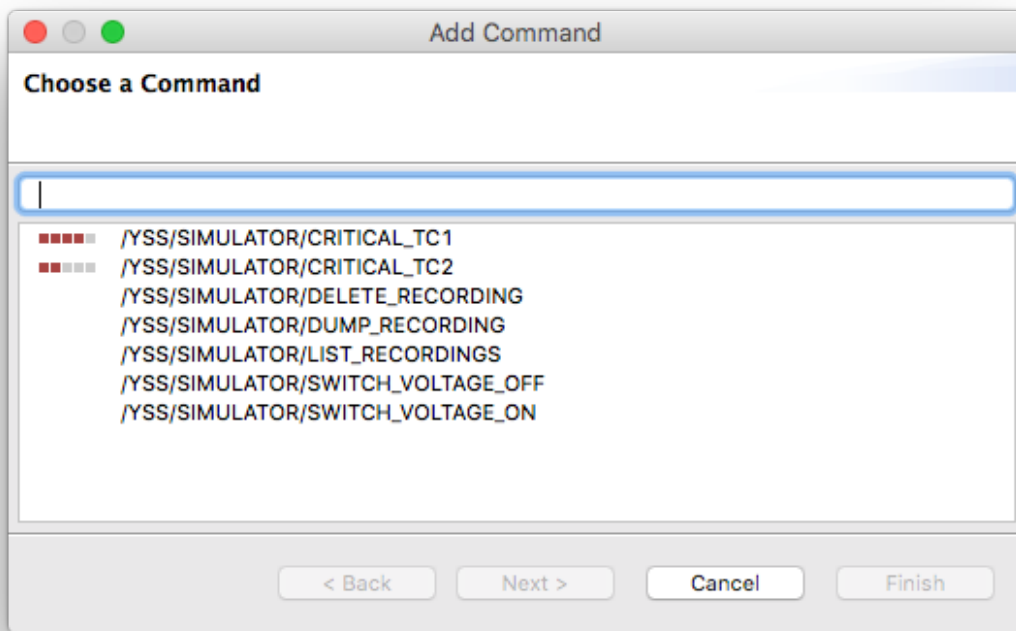 Add Command
Choose a Command
/YSS/SIMULATOR/CRITICAL_TC1
/YSS/SIMULATOR/CRITICAL_TC2
/YSS/SIMULATOR/DELETE_RECORDING
/YSS/SIMULATOR/DUMP_RECORDING
/YSS/SIMULATOR/LIST_RECORDINGS
/YSS/SIMULATOR/SWITCH_VOLTAGE_OFF
/YSS/SIMULATOR/SWITCH_VOLTAGE_ON
< Back Next > Cancel Finish